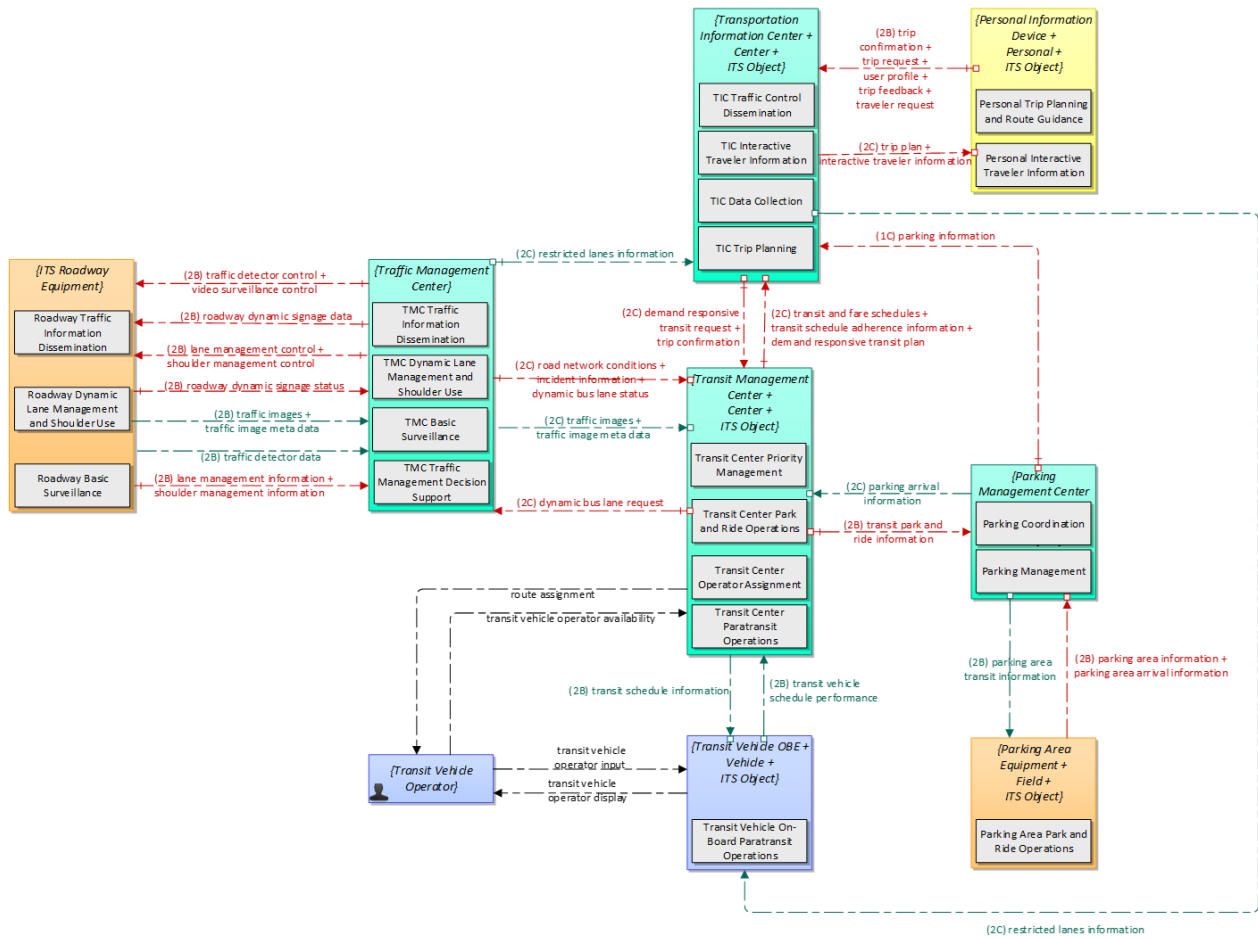 {Transportation
Information Center +
Center +
ITS Object}
TIC Traffic Control
Dissemination
TIC Interactive
Traveler Information
TIC Data Collection
TIC Trip Planning
(2B) trip
confirmation +
trip request +
user profile +
trip feedback +
traveler request
(2C) trip plan +
interactive traveler information
{Personal Information
Device +
Personal +
ITS Object}
Personal Trip Planning
and Route Guidance
Personal Interactive
Traveler Information
(1C) parking information
(2C) restricted lanes information
{ITS Roadway
Equipment}
Roadway Traffic
Information
Dissemination
Roadway Dynamic
Lane Management
and Shoulder Use
Roadway Basic
Surveillance
(2B) traffic detector control +
video surveillance control
(2B) roadway dynamic signage data
(2B) lane management control +
shoulder management control
(2B) roadway dynamic signage status
(2B) traffic images +
traffic image meta data
(2B) traffic detector data
(2B) lane management information +
shoulder management information
{Traffic Management
Center}
TMC Traffic
Information
Dissemination
TMC Dynamic Lane
Management and
Shoulder Use
TMC Basic
Surveillance
TMC Traffic
Management Decision
Support
(2C) demand responsive
transit request +
trip confirmation
(2C) transit and fare schedules +
transit schedule adherence information +
demand responsive transit plan
(2C) road network conditions +
incident information +
dynamic bus lane status
(2C) traffic images +
traffic image meta data
(2C) dynamic bus lane request
{Transit Management
Center +
Center +
ITS Object}
Transit Center Priority
Management
Transit Center Park
and Ride Operations
Transit Center
Operator Assignment
Transit Center
Paratransit
Operations
(2C) parking arrival
information
(2B) transit park and
ride information
{Parking
Management Center}
Parking Coordination
Parking Management
route assignment
transit vehicle operator availability
(2B) transit schedule information
(2B) transit vehicle
schedule performance
(2B) parking area
transit information
(2B) parking area information +
parking area arrival information
{Transit Vehicle
Operator}
transit vehicle
operator input
transit vehicle
operator display
{Transit Vehicle OBE +
Vehicle +
ITS Object}
Transit Vehicle On-
Board Paratransit
Operations
{Parking Area
Equipment +
Field +
ITS Object}
Parking Area Park and
Ride Operations
(2C) restricted lanes information